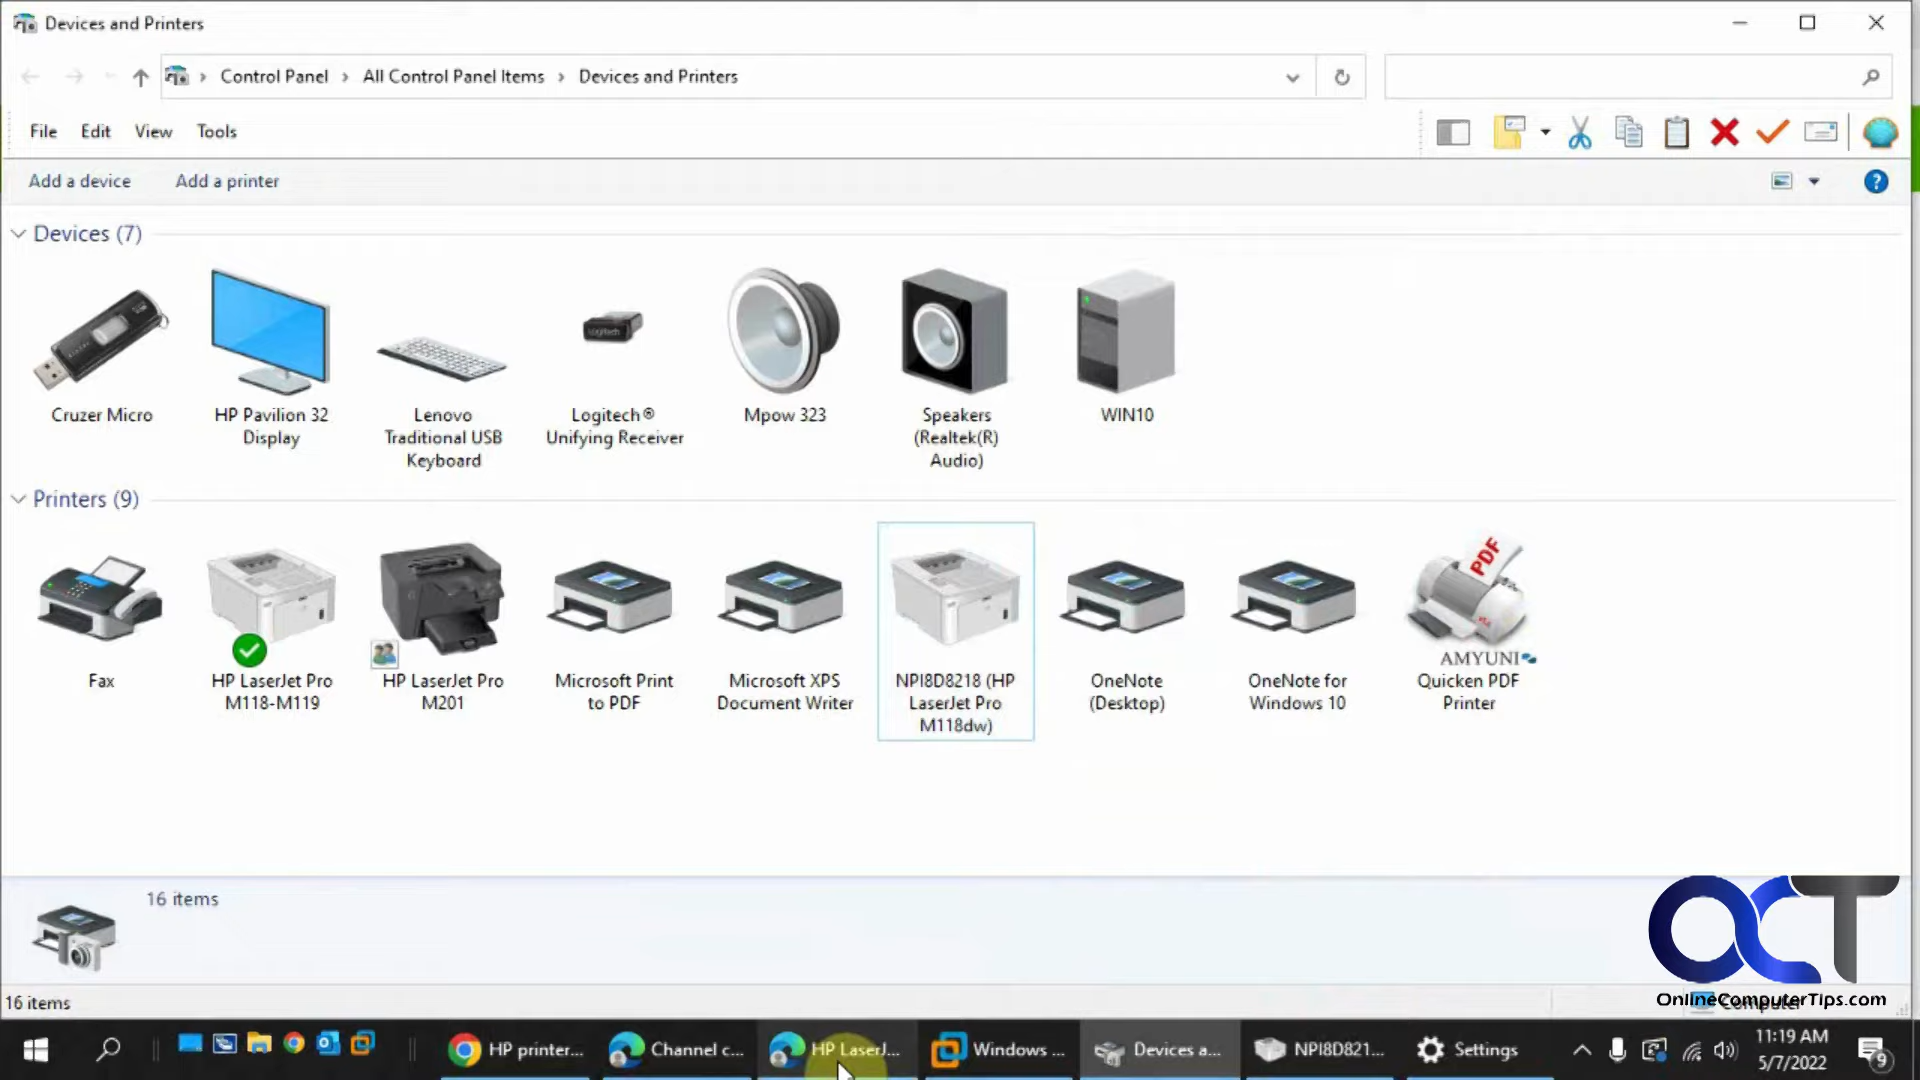 Devices and Printers
Control Panel
All Control Panel Items
Devices and Printers
File
Edit
View
Tools
Add a device
Add a printer
?
Devices (7)
Cruzer Micro
HP Pavilion 32
Display
Lenovo
Traditional USB
Keyboard
Logitech
Logitech®
Unifying Receiver
Mpow 323
Speakers
(Realtek(R)
Audio)
WIN10
Printers (9)
Fax
HP LaserJet Pro
M118-M119
HP LaserJet Pro
M201
Microsoft Print
to PDF
Microsoft XPS
Document Writer
NPI8D8218 (HP
LaserJet Pro
M118dw)
OneNote
(Desktop)
OneNote for
Windows 10
PDF
AMYUNI
Quicken PDF
Printer
16 items
16 items
OCT
OnlineComputerTips.com
Computer
HP printer...
Channel c...
HP LaserJ...
Windows ...
Devices a...
NPI8D821...
Settings
11:19 AM
5/7/2022
9